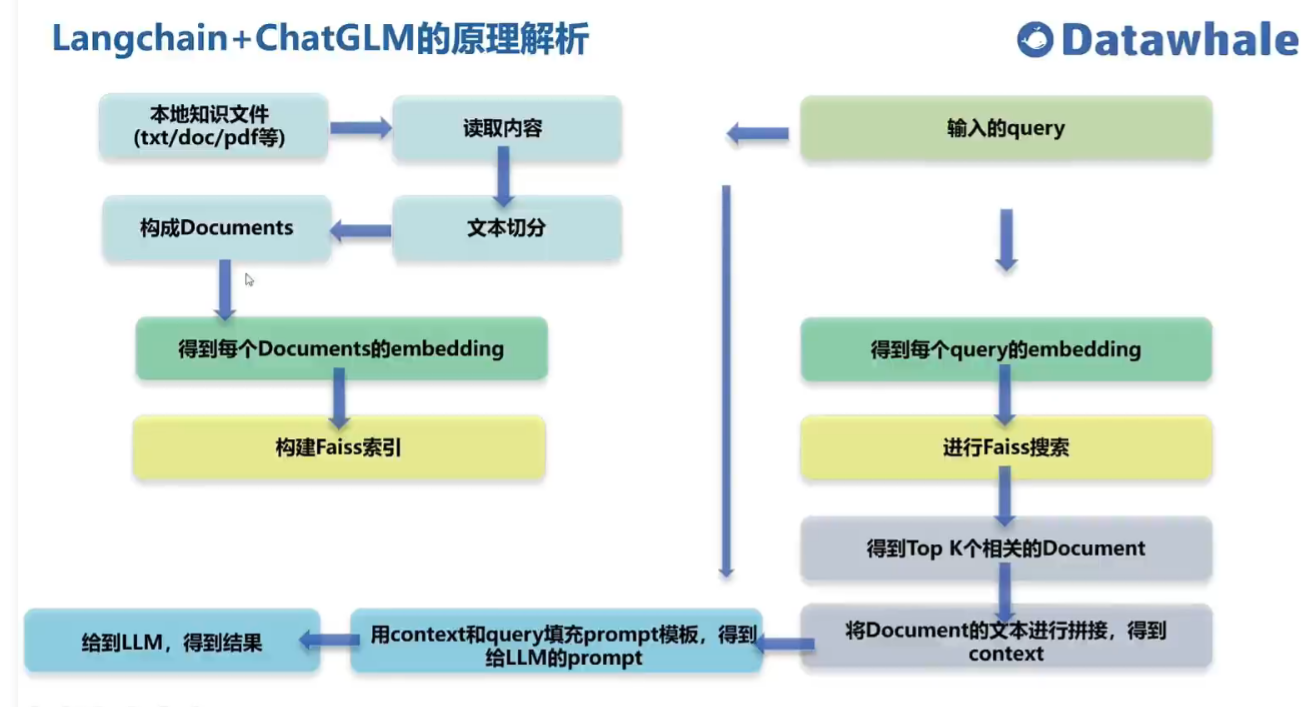 Langchain+ChatGLM的原理解析
Datawhale
本地知识文件
(txt/doc/pdf等)
读取内容
输入的query
构成Documents
文本切分
得到每个Documents的embedding
得到每个query的embedding
构建Faiss索引
进行Faiss搜索
得到Top K个相关的Document
给到LLM，得到结果
用context和query填充prompt模板，得到
给LLM的prompt
将Document的文本进行拼接，得到
context